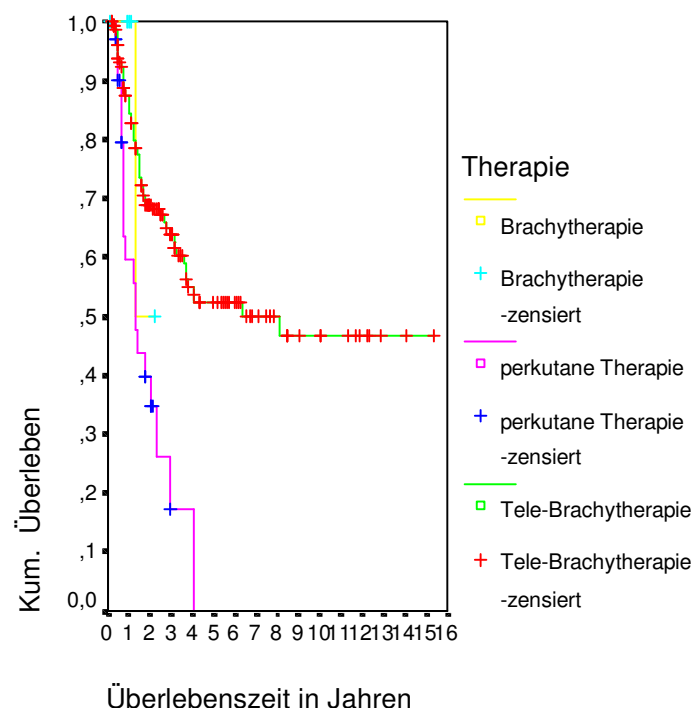 1,0
,9
,8
,7
,6
,5
,4
,3
,2
,1
0,0
Kum. Überleben
0 1 2 3 4 5 6 7 8 9 10 11 12 13 14 15 16
Überlebenszeit in Jahren
Therapie
Brachytherapie
Brachytherapie
-zensiert
perkutane Therapie
perkutane Therapie
-zensiert
Tele-Brachytherapie
Tele-Brachytherapie
-zensiert